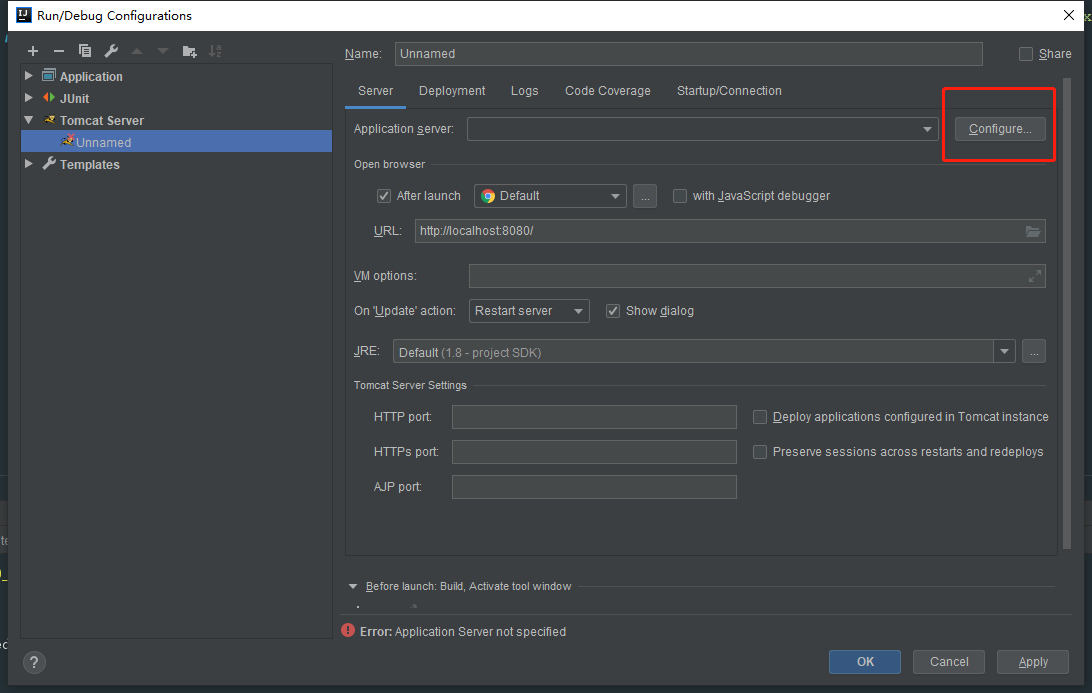 Run/Debug Configurations
Application
JUnit
Tomcat Server
Unnamed
Templates
Name: Unnamed Share
Server Deployment Logs Code Coverage Startup/Connection
Application server: Configure...
Open browser
After launch Default ... with JavaScript debugger
URL: http://localhost:8080/
VM options:
On 'Update' action: Restart server Show dialog
JRE: Default (1.8 - project SDK) ...
Tomcat Server Settings
HTTP port: Deploy applications configured in Tomcat instance
HTTPs port: Preserve sessions across restarts and redeploys
AJP port:
Before launch: Build, Activate tool window
Error: Application Server not specified
? OK Cancel Apply